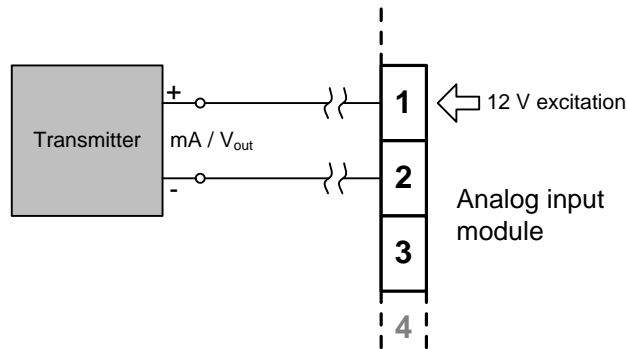 1
12 V excitation
+
Transmitter
mA / Vout
-
2
Analog input
module
3
4